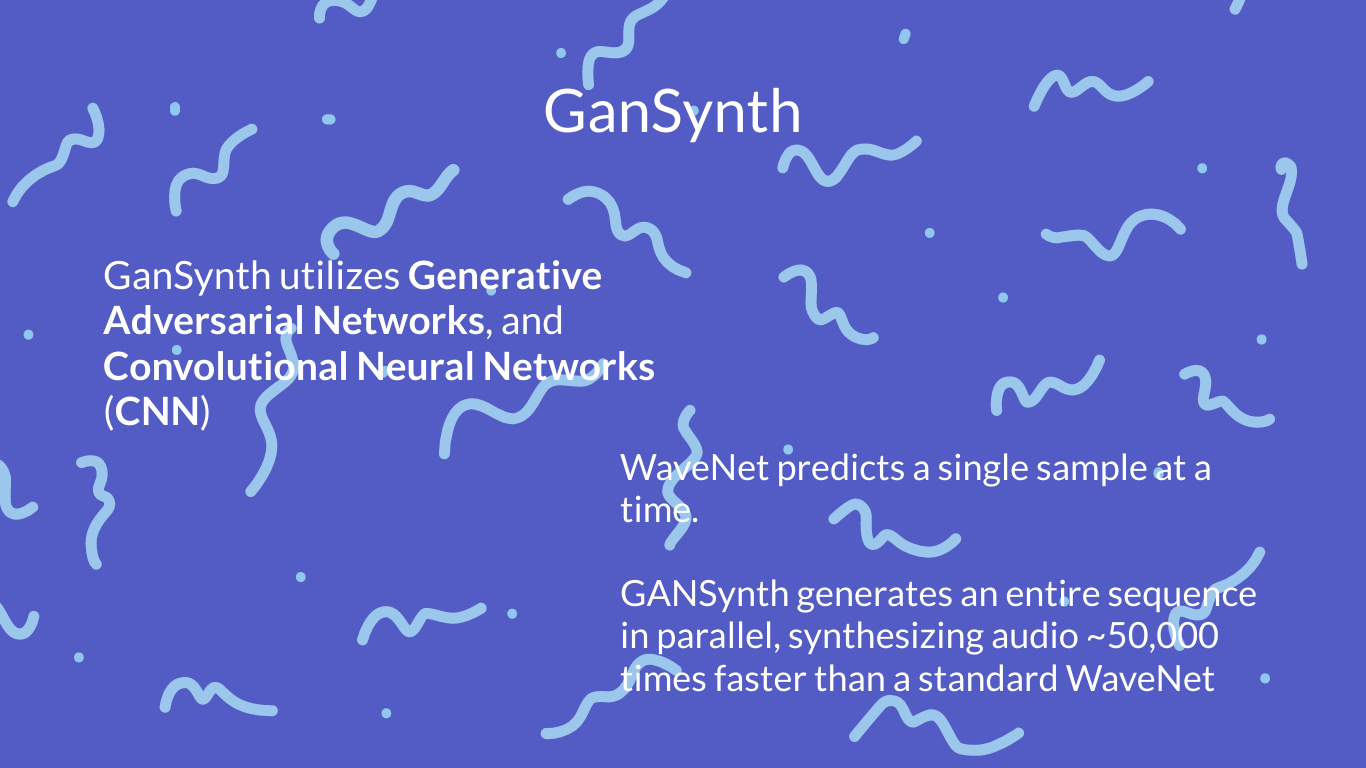 GanSynth
GanSynth utilizes Generative
Adversarial Networks, and
Convolutional Neural Networks
(CNN)
WaveNet predicts a single sample at a
time.
GANSynth generates an entire sequence
in parallel, synthesizing audio ~50,000
times faster than a standard WaveNet